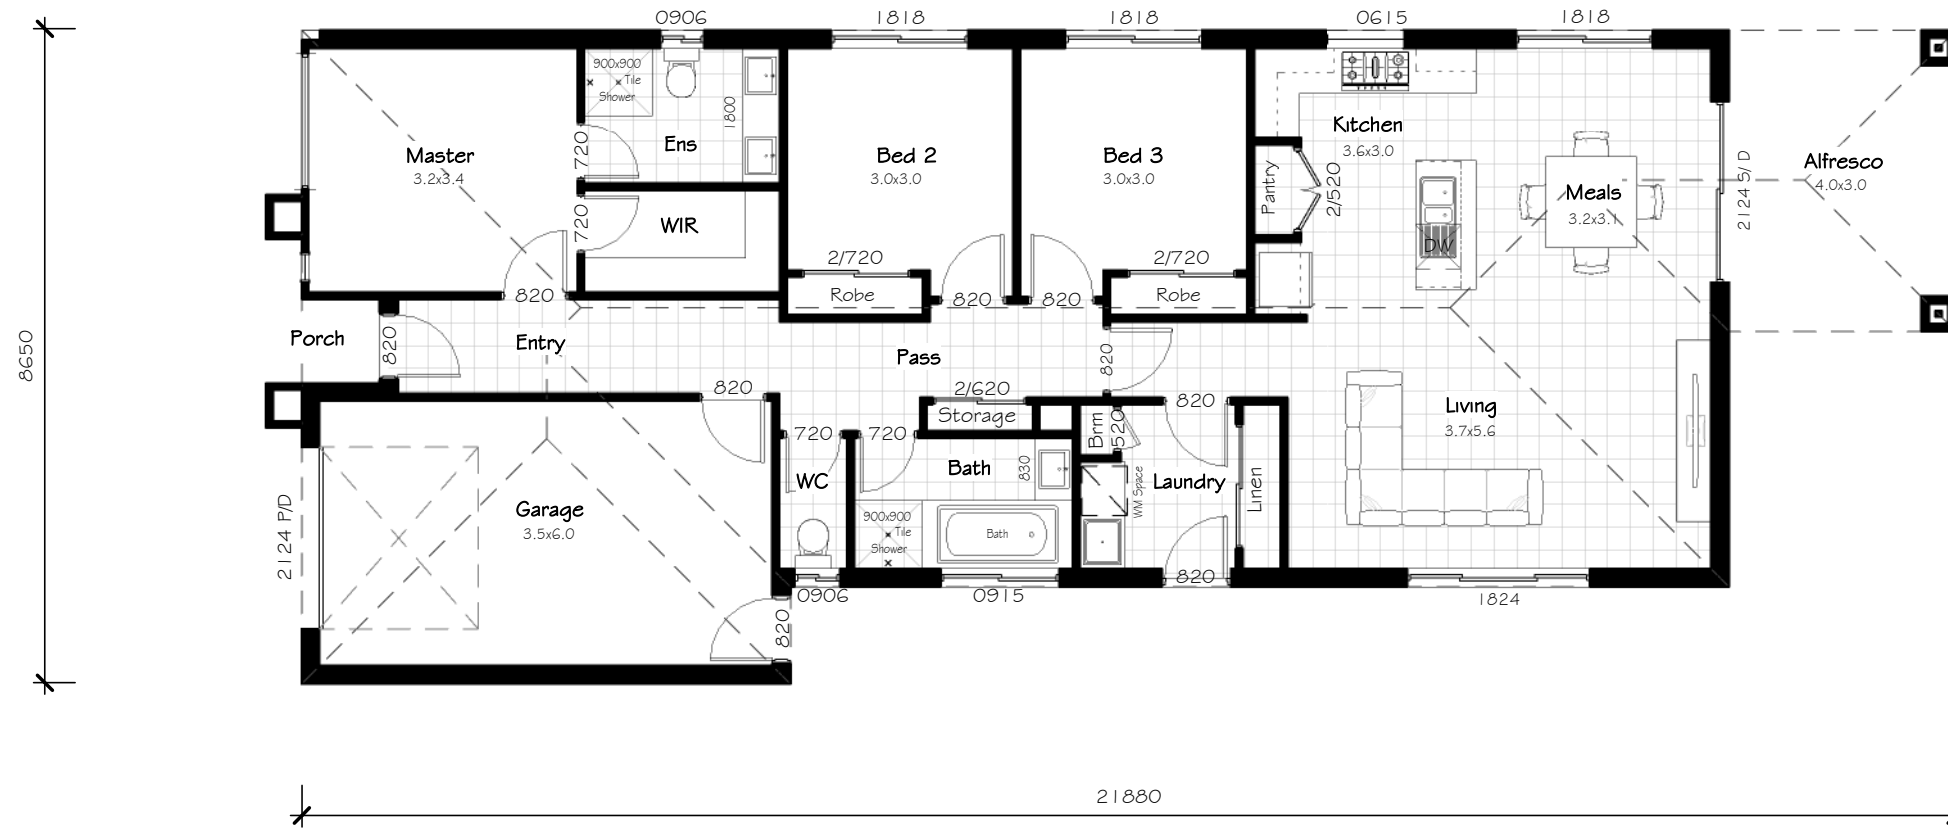 0906
1818
1818
0615
1818
900x900
Tile
Shower
1800
Ens
720
Master
3.2x3.4
720
WIR
Bed 2
3.0x3.0
2/720
Robe
Bed 3
3.0x3.0
2/720
Robe
Kitchen
3.6x3.0
Pantry
2/520
DW
Meals
3.2x3.1
2124 S/D
Alfresco
4.0x3.0
820
820
820
Porch
820
Entry
Pass
820
8650
820
2/620
Storage
820
Brm
520
Living
3.7x5.6
720
720
WC
Bath
830
Laundry
WM Space
Linen
Garage
3.5x6.0
2124 P/D
900x900
Tile
Shower
Bath
820
0906
0915
1824
820
21880